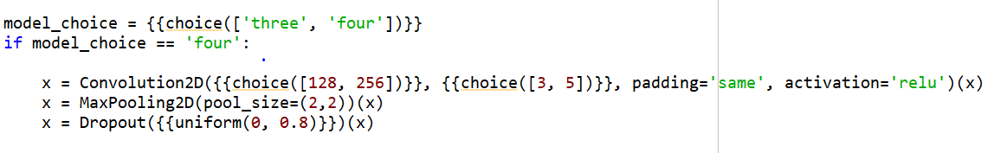 model_choice = {{choice(['three', 'four'])}}
if model_choice == 'four':
x = Convolution2D({{choice([128, 256])}}, {{choice([3, 5])}}, padding='same', activation='relu')(x)
x = MaxPooling2D(pool_size=(2,2))(x)
x = Dropout({{uniform(0, 0.8)}})(x)